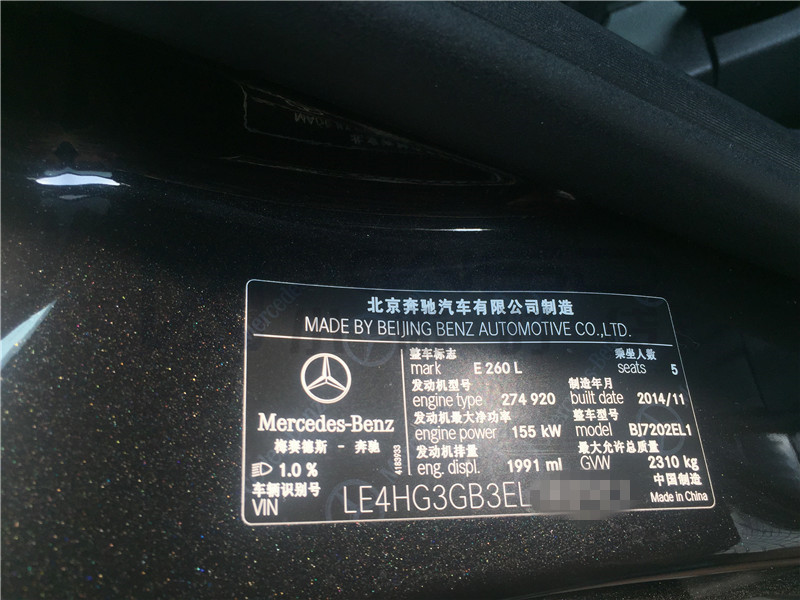 北京奔驰汽车有限公司制造
MADE BY BEIJING BENZ AUTOMOTIVE CO.,LTD.
整车标志 乘坐人数
mark E 260 L seats 5
发动机型号 制造年月
engine type 274 920 built date 2014/11
发动机最大净功率 整车型号
engine power 155 kW model BJ7202EL1
发动机排量 最大允许总质量
eng. displ. 1991 ml GVW 2310 kg
Mercedes-Benz
梅赛德斯 - 奔驰
1.0 %
4183933
车辆识别号
VIN LE4HG3GB3EL
中国制造
Made in China